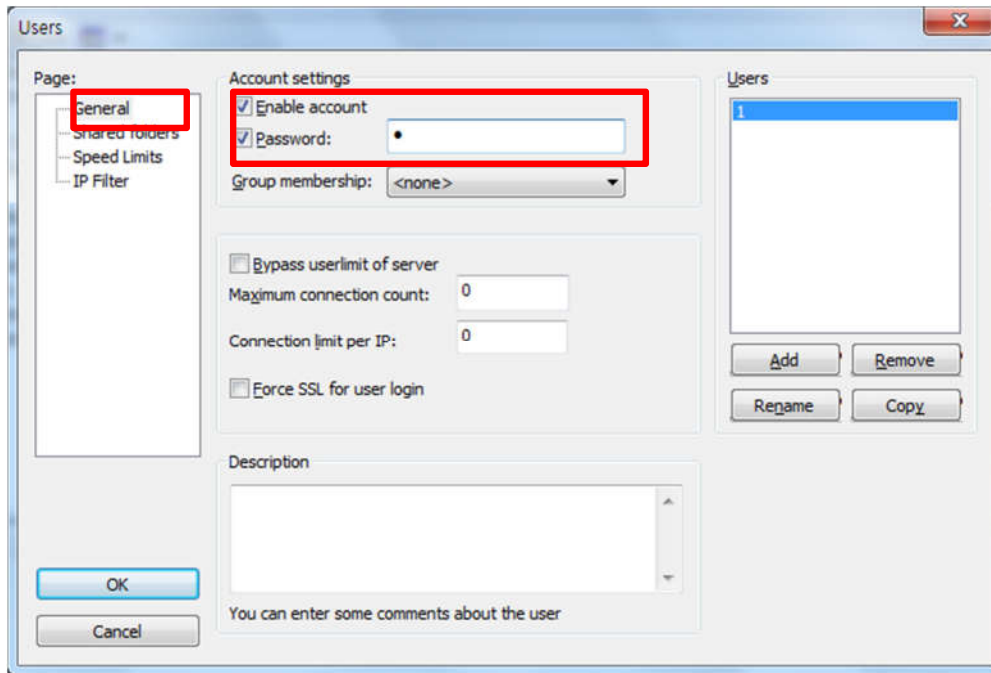 Users
Page:
General
Shared folders
Speed Limits
IP Filter
Account settings
Enable account
Password: •
Group membership: <none>
Bypass userlimit of server
Maximum connection count: 0
Connection limit per IP: 0
Force SSL for user login
Description
You can enter some comments about the user
Users
1
Add Remove
Rename Copy
OK
Cancel